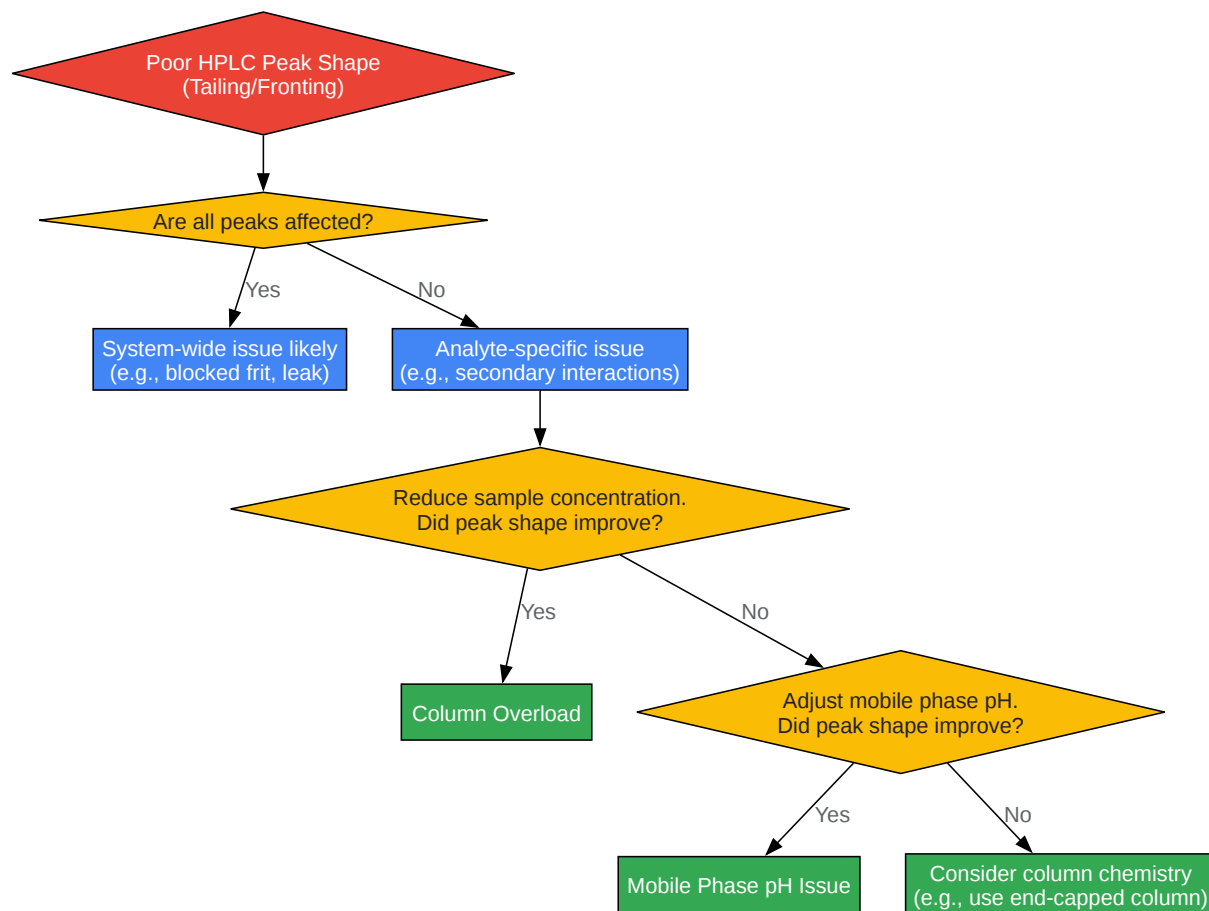 Poor HPLC Peak Shape
(Tailing/Fronting)
Are all peaks affected?
Yes
No
System-wide issue likely
(e.g., blocked frit, leak)
Analyte-specific issue
(e.g., secondary interactions)
Reduce sample concentration.
Did peak shape improve?
Yes
No
Column Overload
Adjust mobile phase pH.
Did peak shape improve?
Yes
No
Mobile Phase pH Issue
Consider column chemistry
(e.g., use end-capped column)